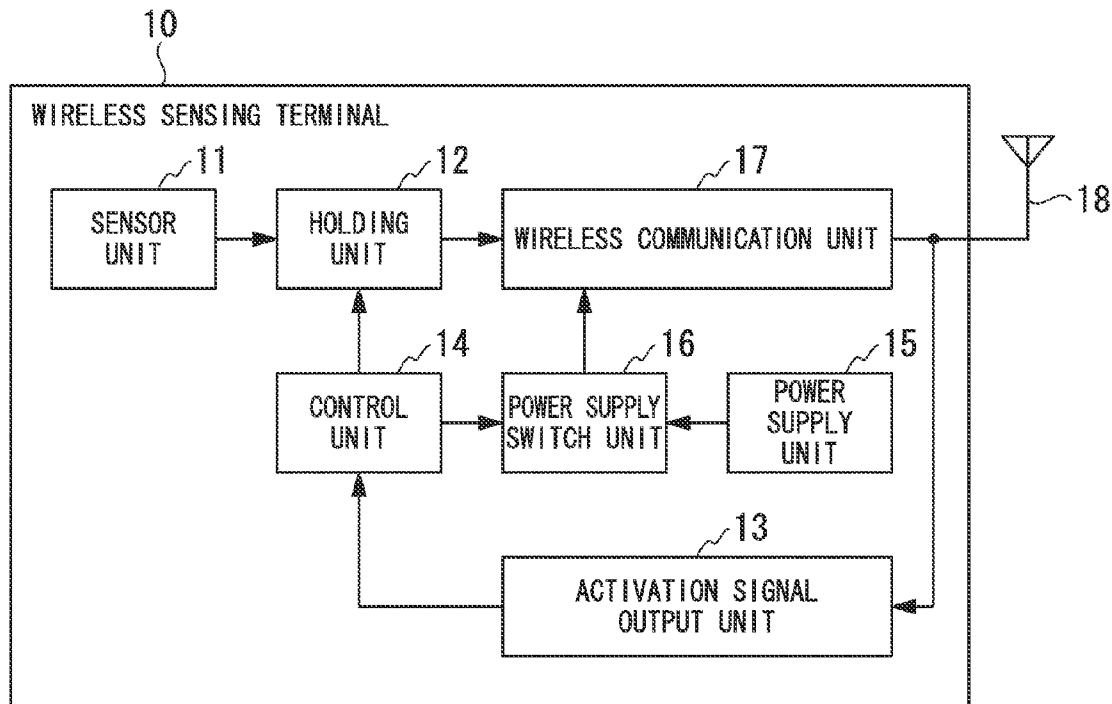 10
WIRELESS SENSING TERMINAL
11
12
17
18
SENSOR
UNIT
HOLDING
UNIT
WIRELESS COMMUNICATION UNIT
14
16
15
CONTROL
UNIT
POWER SUPPLY
SWITCH UNIT
POWER
SUPPLY
UNIT
13
ACTIVATION SIGNAL
OUTPUT UNIT